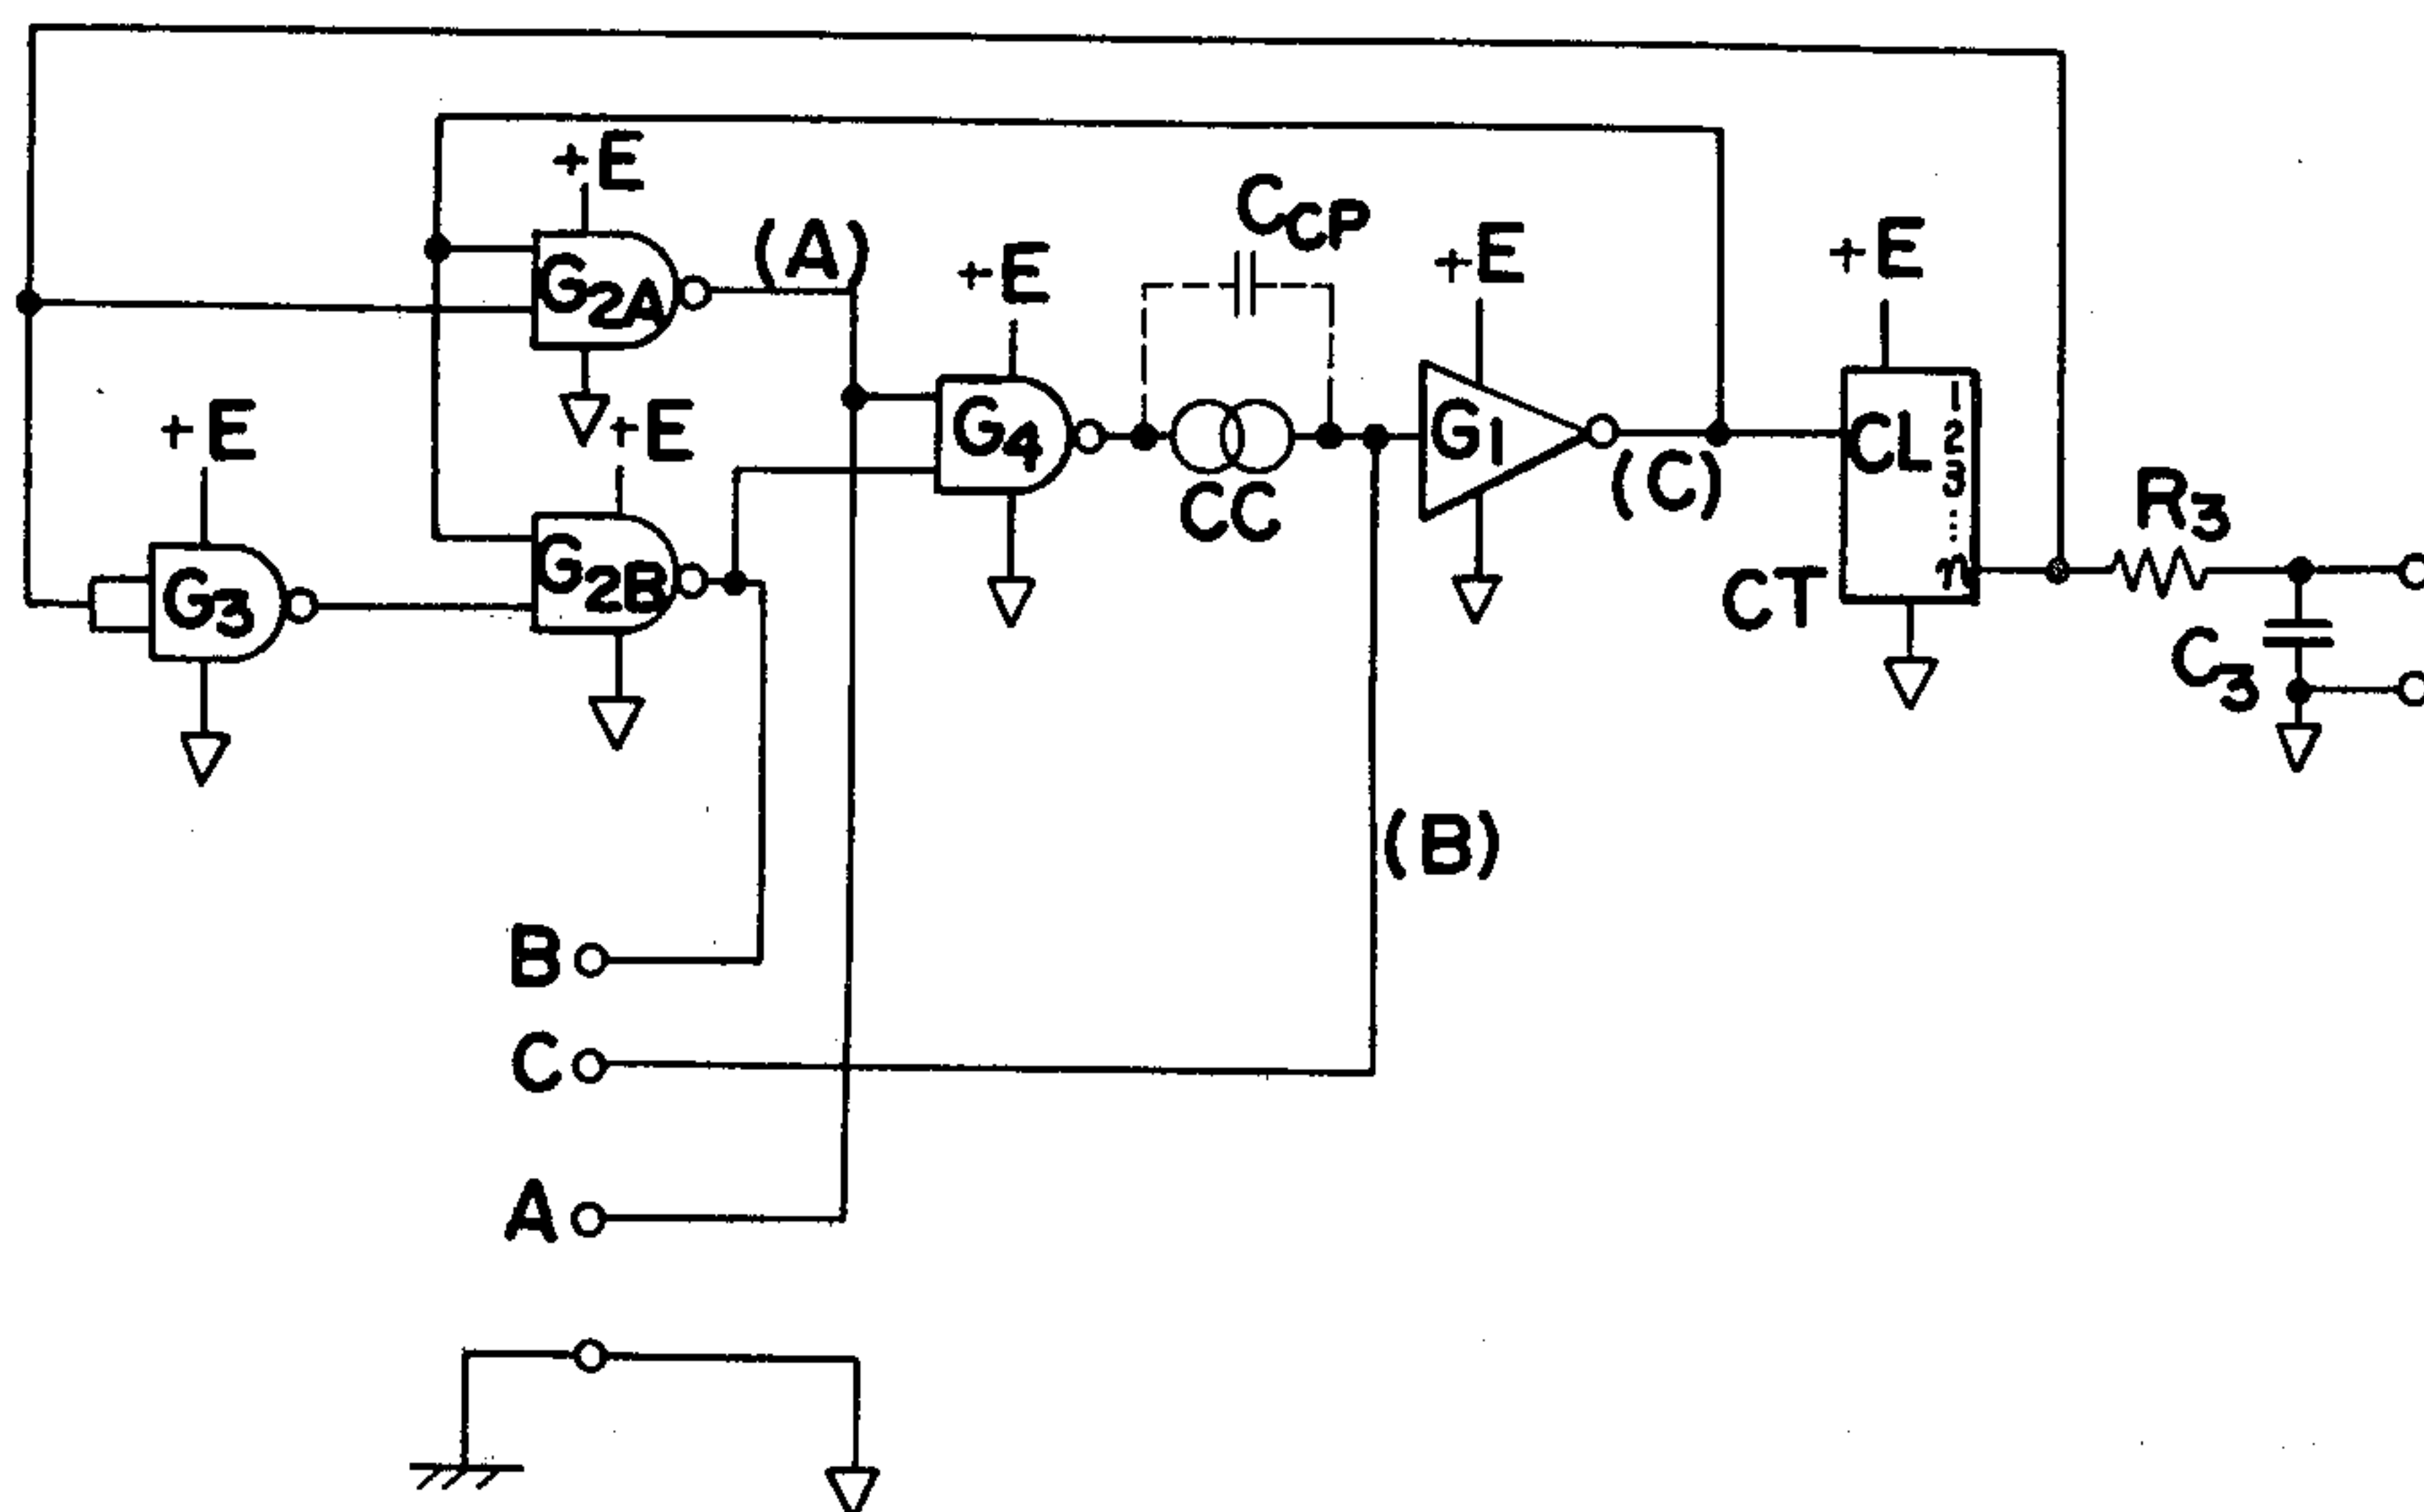 +E
(A)
G2A
+E
CCP
+E
+E
+E
+E
G4
G1
CL
1
2
3
⋮
n
CC
(C)
G3
G2B
CT
R3
C3
(B)
B
C
A